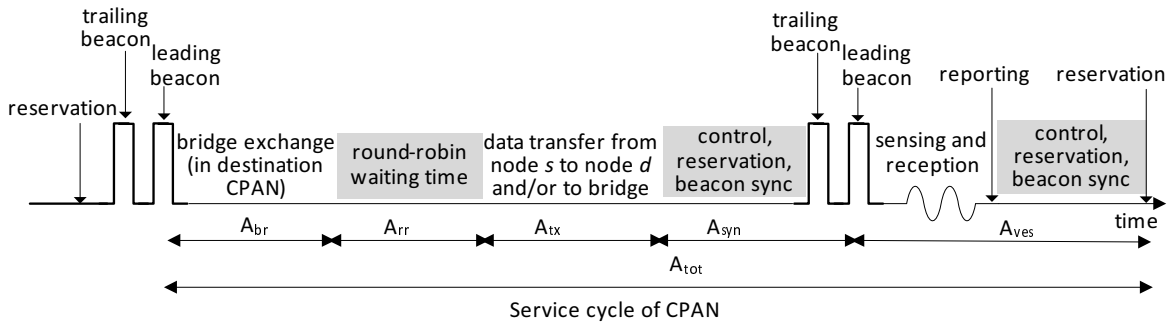 trailing
beacon
leading
beacon
reservation
bridge exchange
(in destination
CPAN)
round-robin
waiting time
data transfer from
node s to node d
and/or to bridge
control,
reservation,
beacon sync
trailing
beacon
leading
beacon
sensing and
reception
reporting
reservation
control,
reservation,
beacon sync
time
Abr
Arr
Atx
Asyn
Aves
Atot
Service cycle of CPAN